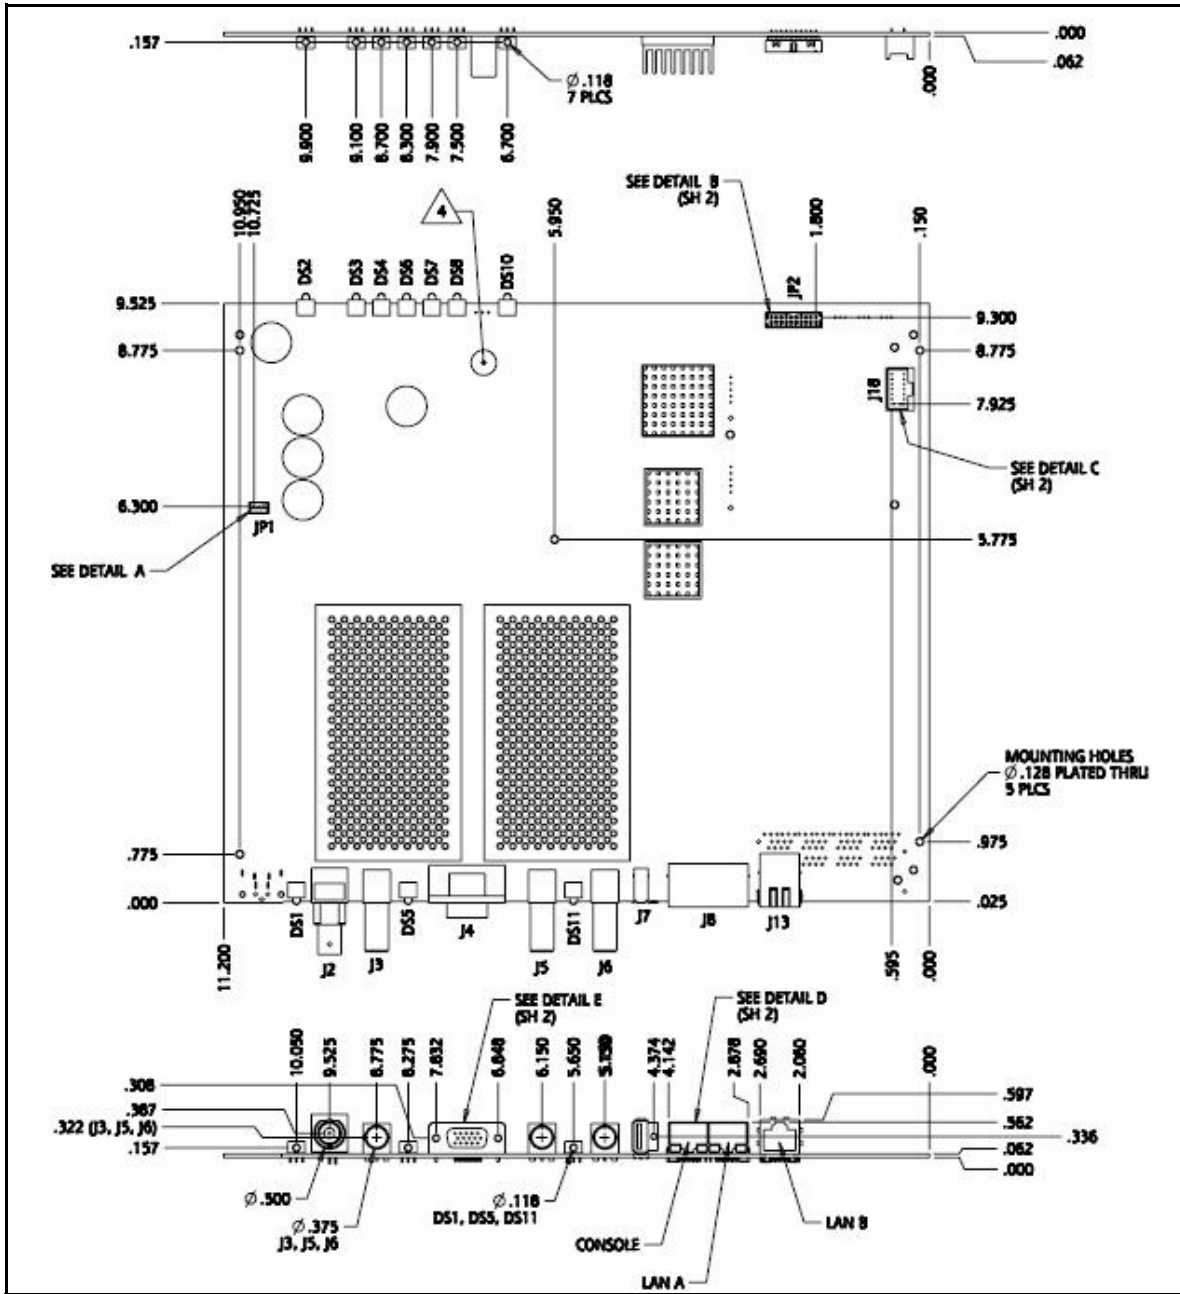 .157
.000
.062
.000
Ø .118
7 PLCS
9.900
9.100
8.700
8.300
7.900
7.500
6.700
SEE DETAIL B
(SH 2)
10.950
10.725
4
5.950
1.800
.150
DS2
DS3
DS4
DS6
DS7
DS8
DS10
JP2
9.525
9.300
8.775
8.775
J18
7.925
SEE DETAIL C
(SH 2)
6.300
JP1
5.775
SEE DETAIL A
MOUNTING HOLES
Ø .128 PLATED THRU
5 PLCS
.775
.975
.000
.025
DS1
J2
J3
DS5
J4
J5
DS11
J6
J7
J8
J13
11.200
.595
.000
SEE DETAIL E
(SH 2)
SEE DETAIL D
(SH 2)
10.050
9.525
8.775
8.275
7.832
6.848
6.150
5.650
4.374
4.142
2.878
2.690
2.060
.000
.308
.387
.322 (J3, J5, J6)
.157
.597
.562
.336
.062
.000
Ø .500
Ø .375
J3, J5, J6
Ø .118
DS1, DS5, DS11
CONSOLE
LAN A
LAN B